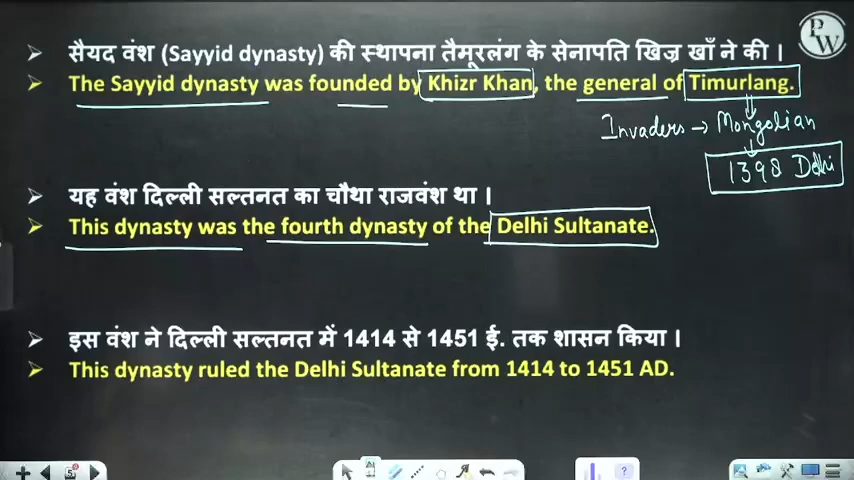 PW
सैयद वंश (Sayyid dynasty) की स्थापना तैमूरलंग के सेनापति खिज्र खाँ ने की ।
The Sayyid dynasty was founded by Khizr Khan, the general of Timurlang.
Invaders → Mongolian
1398 Delhi
यह वंश दिल्ली सल्तनत का चौथा राजवंश था ।
This dynasty was the fourth dynasty of the Delhi Sultanate.
इस वंश ने दिल्ली सल्तनत में 1414 से 1451 ई. तक शासन किया ।
This dynasty ruled the Delhi Sultanate from 1414 to 1451 AD.